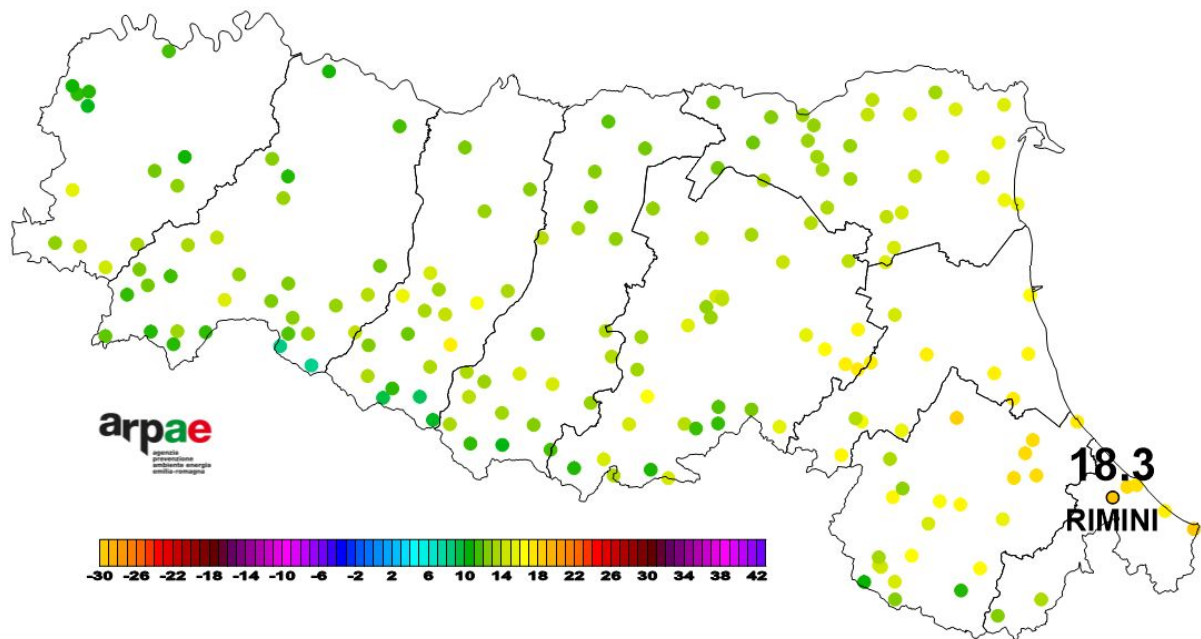 arpae
agenzia
prevenzione
ambiente energia
emilia-romagna
18.3
RIMINI
-30 -26 -22 -18 -14 -10 -6 -2 2 6 10 14 18 22 26 30 34 38 42